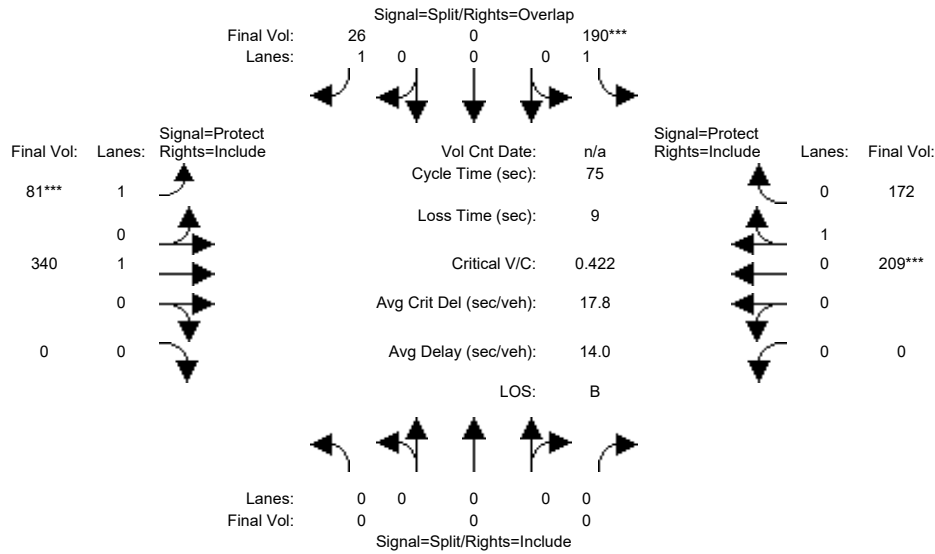 Signal=Split/Rights=Overlap
Final Vol: 26 0 190***
Lanes: 1 0 0 0 1
Signal=Protect
Final Vol: Lanes: Rights=Include
Vol Cnt Date: n/a
Signal=Protect
Rights=Include Lanes: Final Vol:
Cycle Time (sec): 75
81*** 1
0 172
Loss Time (sec): 9
0
1
340 1
Critical V/C: 0.422
0 209***
0
Avg Crit Del (sec/veh): 17.8
0
0 0
Avg Delay (sec/veh): 14.0
0 0
LOS: B
Lanes: 0 0 0 0 0
Final Vol: 0 0 0
Signal=Split/Rights=Include